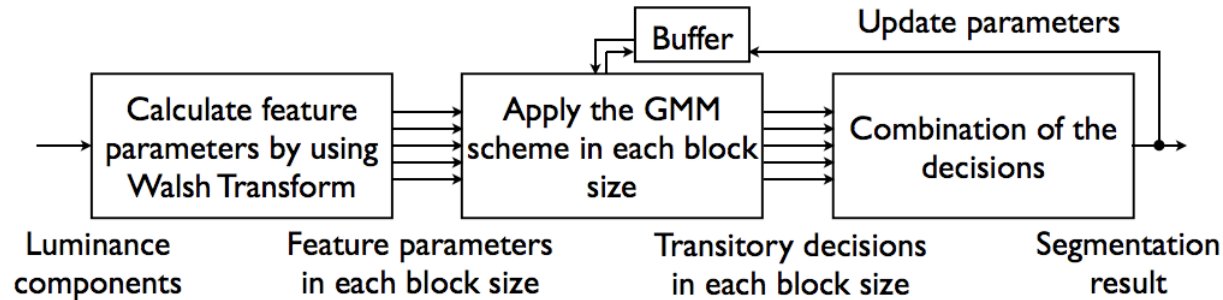 Buffer
Update parameters
Calculate feature
parameters by using
Walsh Transform
Apply the GMM
scheme in each block
size
Combination of the
decisions
Luminance
components
Feature parameters
in each block size
Transitory decisions
in each block size
Segmentation
result